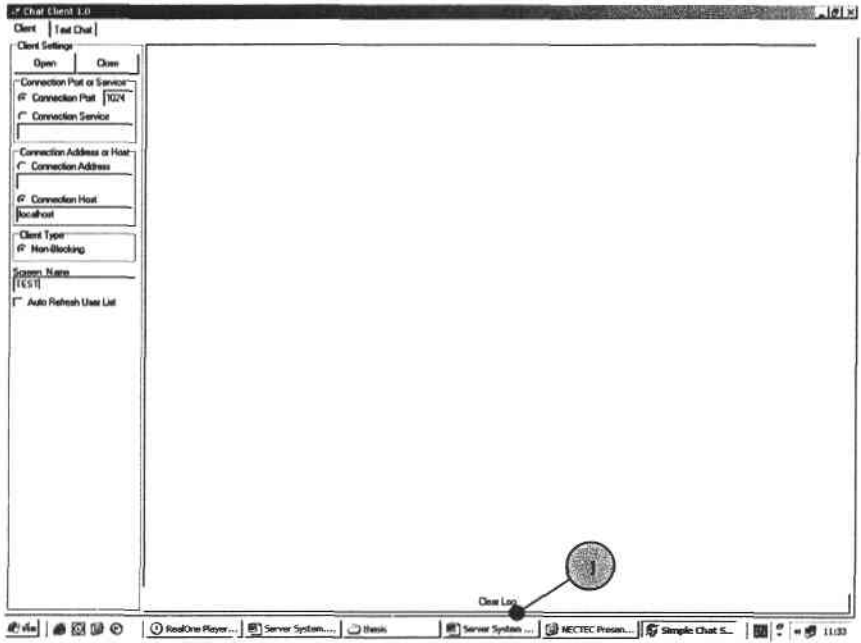 Chat Client 1.0
Client
Text Chat
Client Settings
Open
Close
Connection Port or Service
Connection Port 1024
Connection Service
Connection Address or Host
Connection Address
Connection Host
localhost
Client Type
Non-Blocking
Screen Name
TEST
Auto Refresh User List
1
Clear Log
RealOne Player...
Server System....
thesis
Server System ...
NECTEC Presen...
Simple Chat S...
11:33